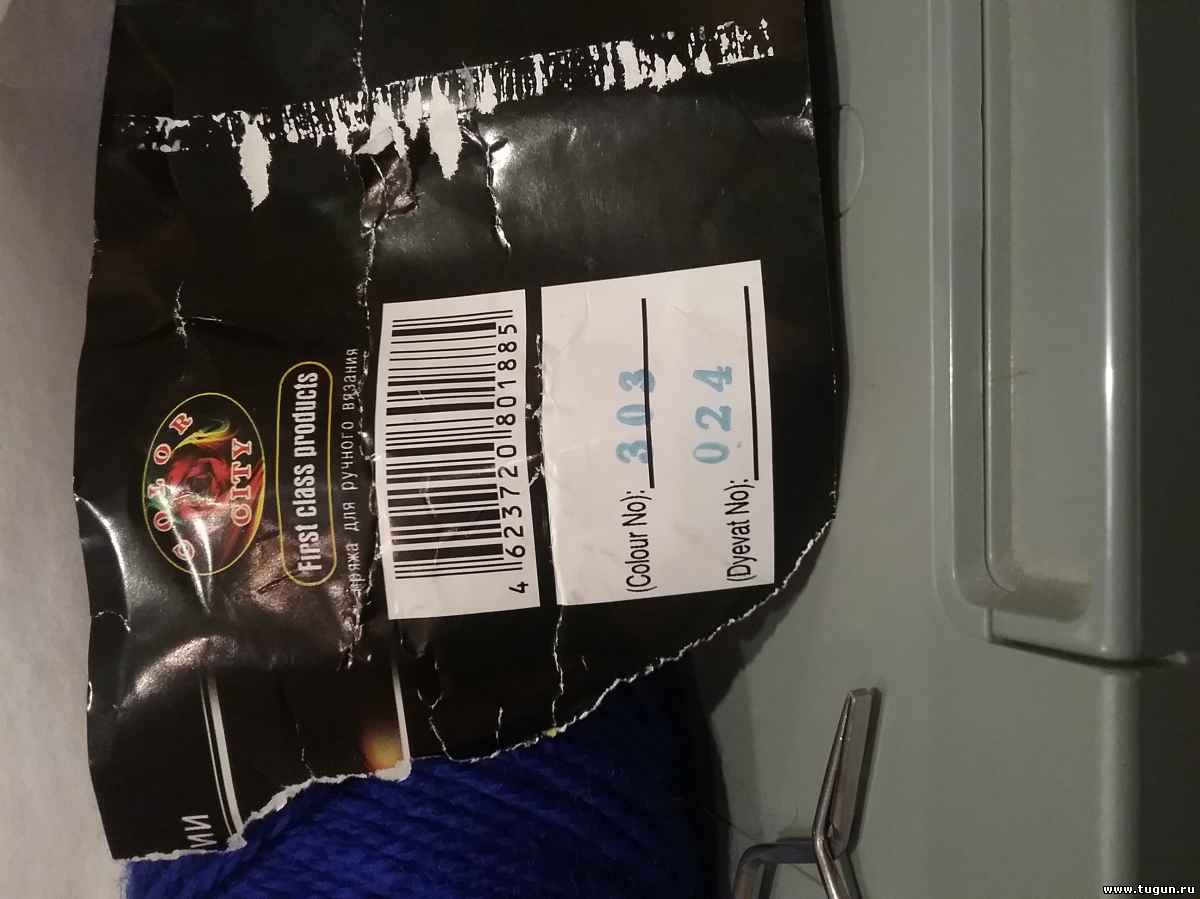 ИИ
COLOR
CITY
First class products
пряжа для ручного вязания
4 623720 801885
(Colour No): 303
(Dyevat No): 024
www.tugun.ru